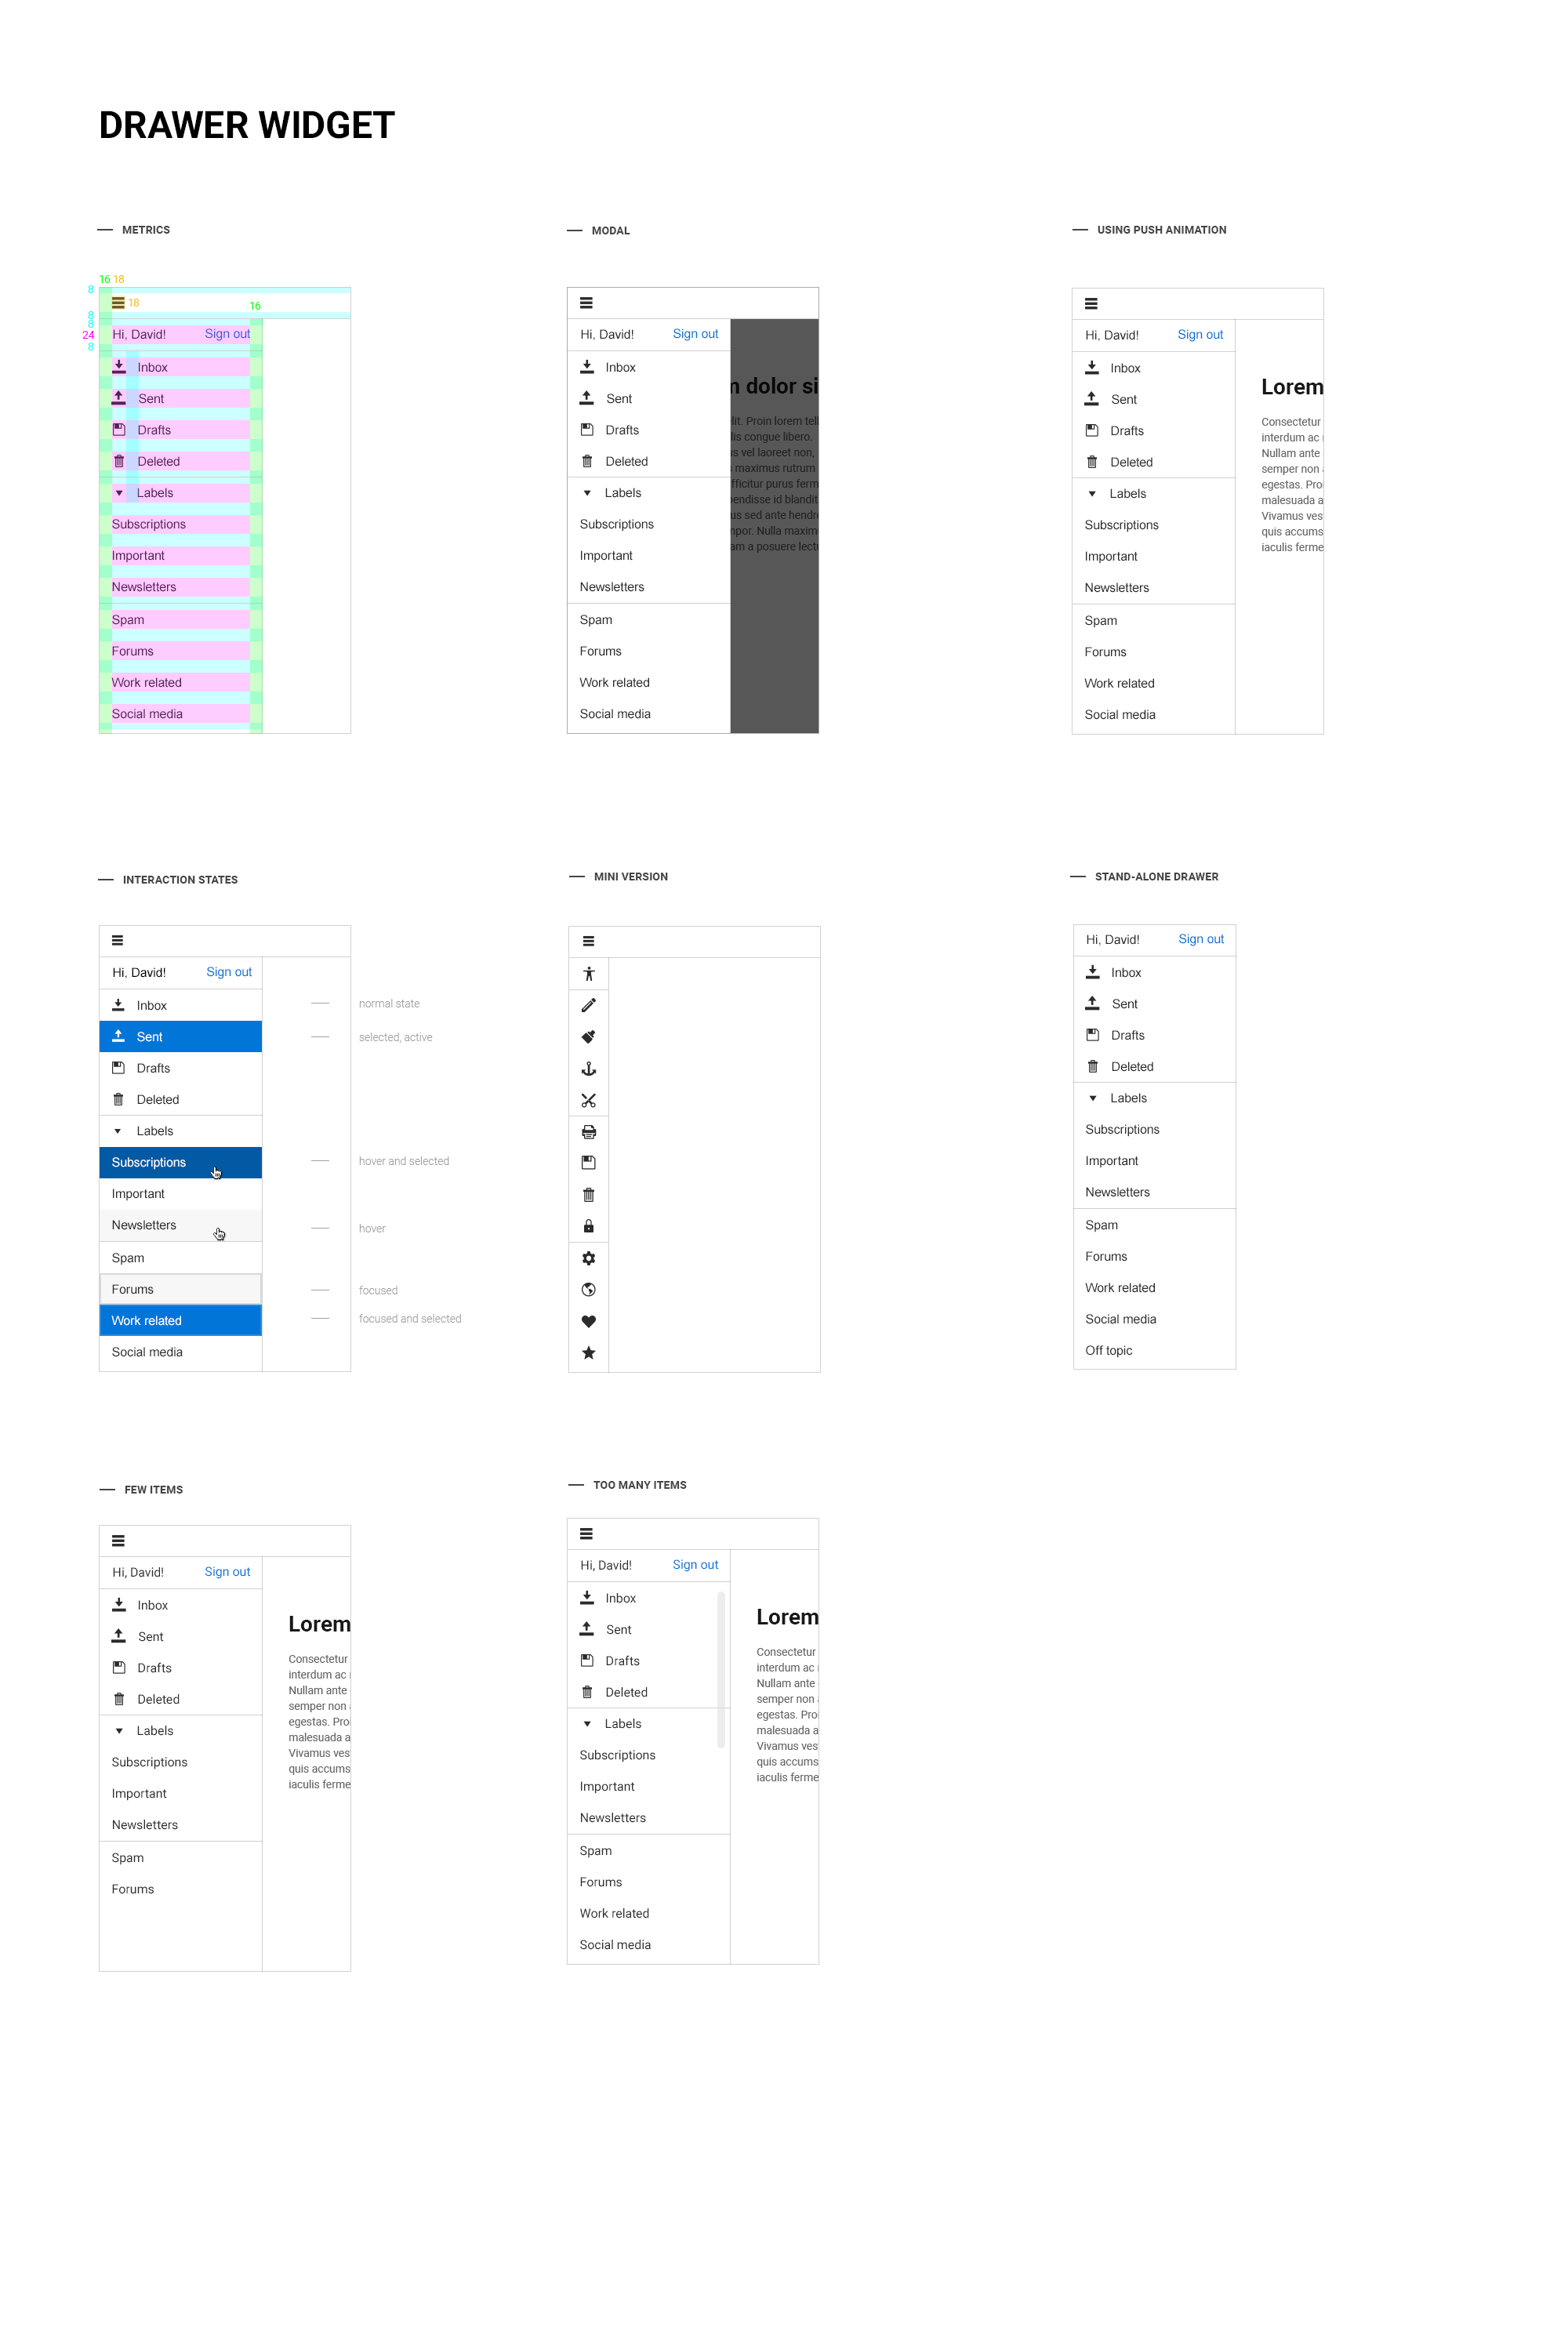 DRAWER WIDGET
METRICS
16 18
8
18
16
8
8
24
8
Hi, David! Sign out
Inbox
Sent
Drafts
Deleted
Labels
Subscriptions
Important
Newsletters
Spam
Forums
Work related
Social media
MODAL
Hi, David! Sign out
Inbox
Sent
Drafts
Deleted
Labels
Subscriptions
Important
Newsletters
Spam
Forums
Work related
Social media
dolor si
lit. Proin lorem tell
lis congue libero.
us vel laoreet non,
maximus rutrum
fficitur purus ferm
endisse id blandit
us sed ante hendr
mpor. Nulla maxim
am a posuere lectu
USING PUSH ANIMATION
Hi, David! Sign out
Inbox
Sent
Drafts
Deleted
Labels
Subscriptions
Important
Newsletters
Spam
Forums
Work related
Social media
Lorem
Consectetur
interdum ac
Nullam ante
semper non
egestas. Pro
malesuada a
Vivamus ves
quis accums
iaculis ferme
INTERACTION STATES
Hi, David! Sign out
Inbox
Sent
Drafts
Deleted
Labels
Subscriptions
Important
Newsletters
Spam
Forums
Work related
Social media
normal state
selected, active
hover and selected
hover
focused
focused and selected
MINI VERSION
STAND-ALONE DRAWER
Hi, David! Sign out
Inbox
Sent
Drafts
Deleted
Labels
Subscriptions
Important
Newsletters
Spam
Forums
Work related
Social media
Off topic
FEW ITEMS
Hi, David! Sign out
Inbox
Sent
Drafts
Deleted
Labels
Subscriptions
Important
Newsletters
Spam
Forums
Lorem
Consectetur
interdum ac
Nullam ante
semper non
egestas. Pro
malesuada a
Vivamus ves
quis accums
iaculis ferme
TOO MANY ITEMS
Hi, David! Sign out
Inbox
Sent
Drafts
Deleted
Labels
Subscriptions
Important
Newsletters
Spam
Forums
Work related
Social media
Lorem
Consectetur
interdum ac
Nullam ante
semper non
egestas. Pro
malesuada a
Vivamus ves
quis accums
iaculis ferme